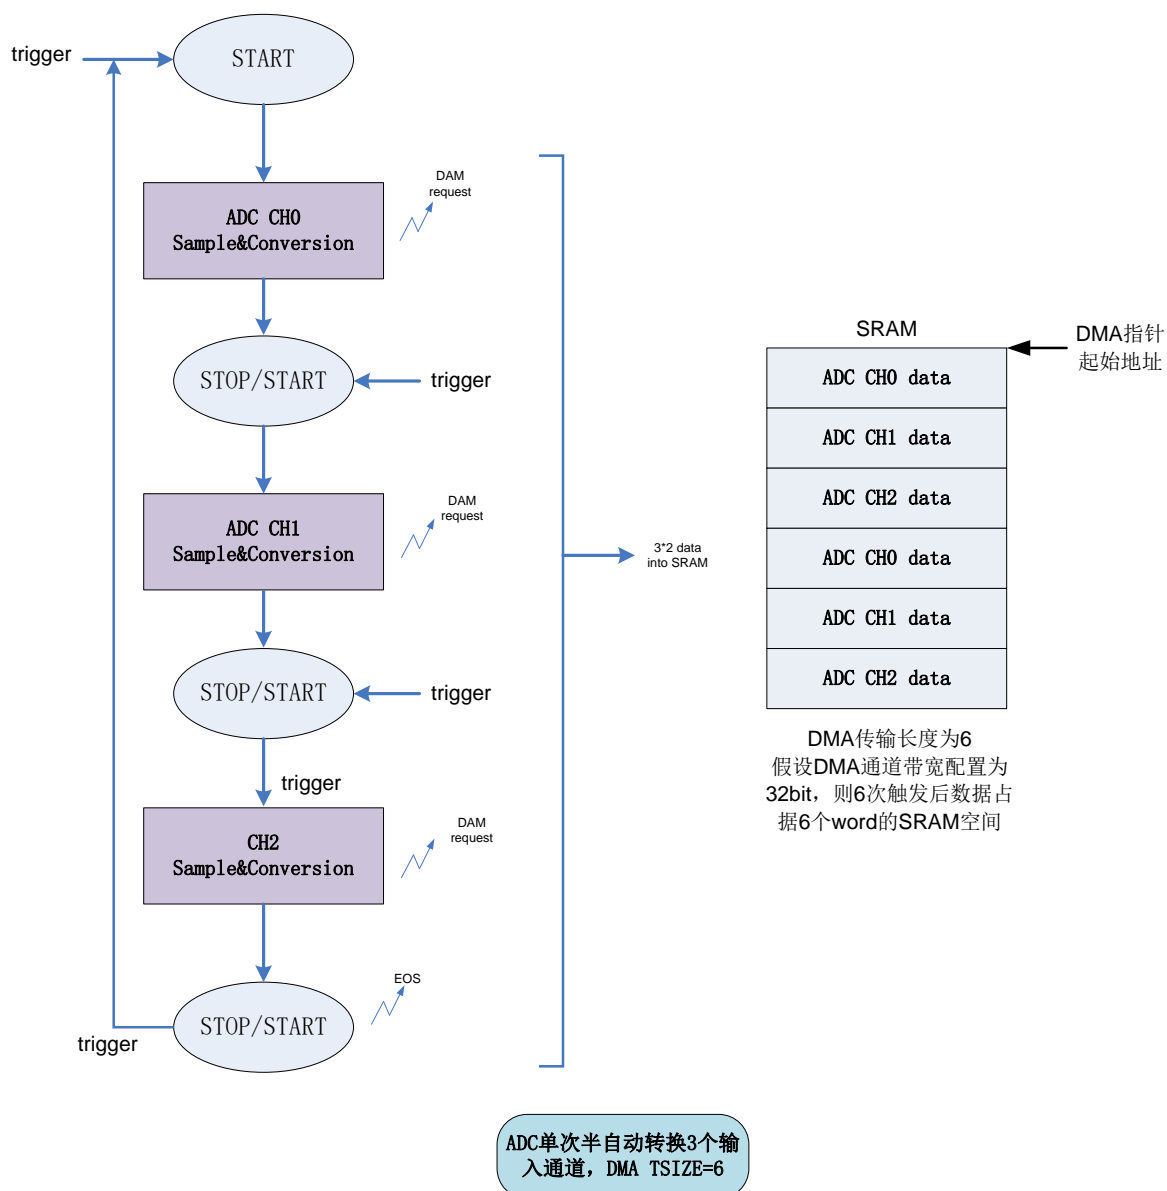 trigger
START
DAM
request
ADC CH0
Sample&Conversion
STOP/START
trigger
DAM
request
ADC CH1
Sample&Conversion
STOP/START
trigger
trigger
DAM
request
CH2
Sample&Conversion
EOS
STOP/START
trigger
3*2 data
into SRAM
SRAM
DMA指针
起始地址
ADC CH0 data
ADC CH1 data
ADC CH2 data
ADC CH0 data
ADC CH1 data
ADC CH2 data
DMA传输长度为6
假设DMA通道带宽配置为
32bit，则6次触发后数据占
据6个word的SRAM空间
ADC单次半自动转换3个输
入通道，DMA TSIZE=6